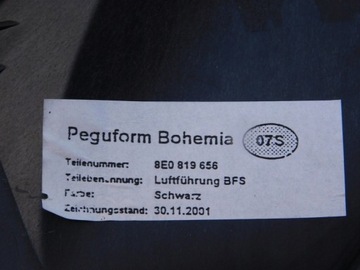 Peguform Bohemia 07S
Teilenummer: 8E0 819 656
Teilebenennung: Luftführung BFS
Farbe: Schwarz
Zeichnungsstand: 30.11.2001